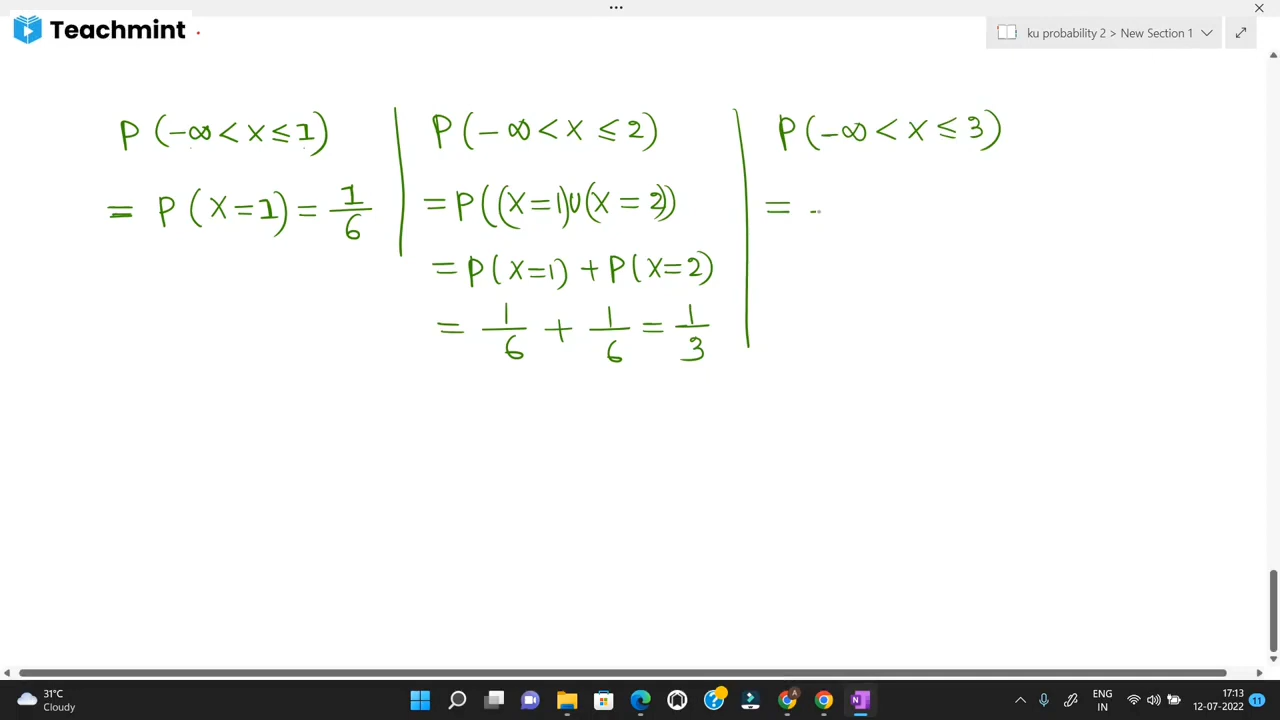 Teachmint
ku probability 2 > New Section 1
P(-∞ < x ≤ 1)
= P(X=1) = 1/6
P(-∞ < x ≤ 2)
= P((X=1)∪(X=2))
= P(X=1) + P(X=2)
= 1/6 + 1/6 = 1/3
P(-∞ < x ≤ 3)
= -
31°C
Cloudy
ENG
IN
17:13
12-07-2022
11